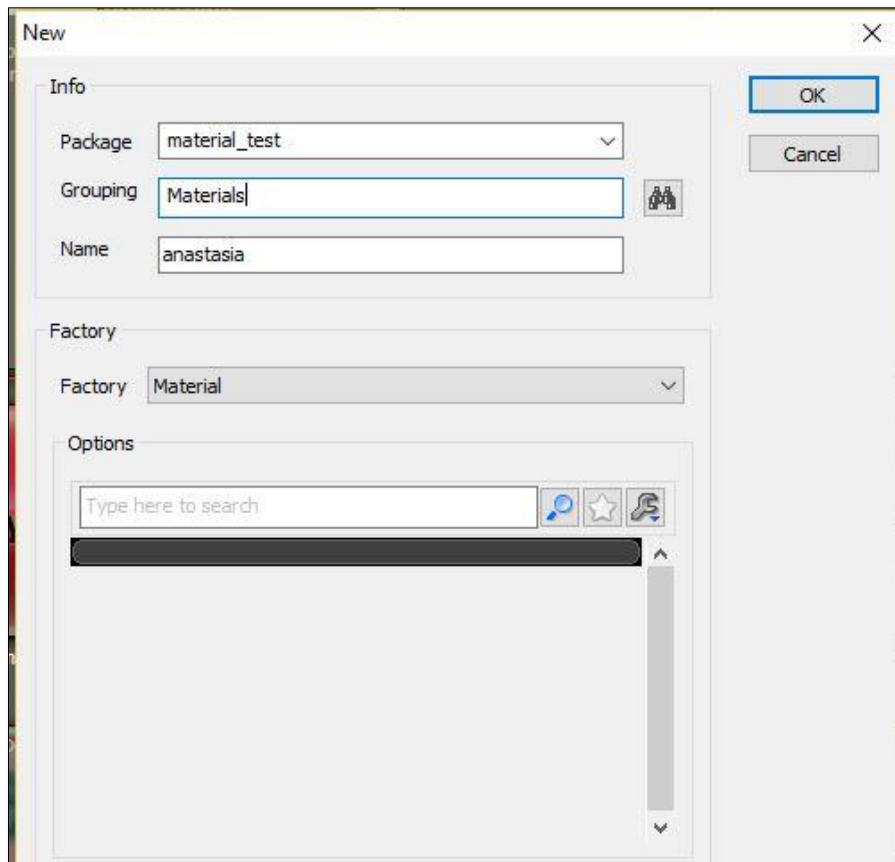 New
Info
OK
Package material_test
Cancel
Grouping Materials
Name anastasia
Factory
Factory Material
Options
Type here to search